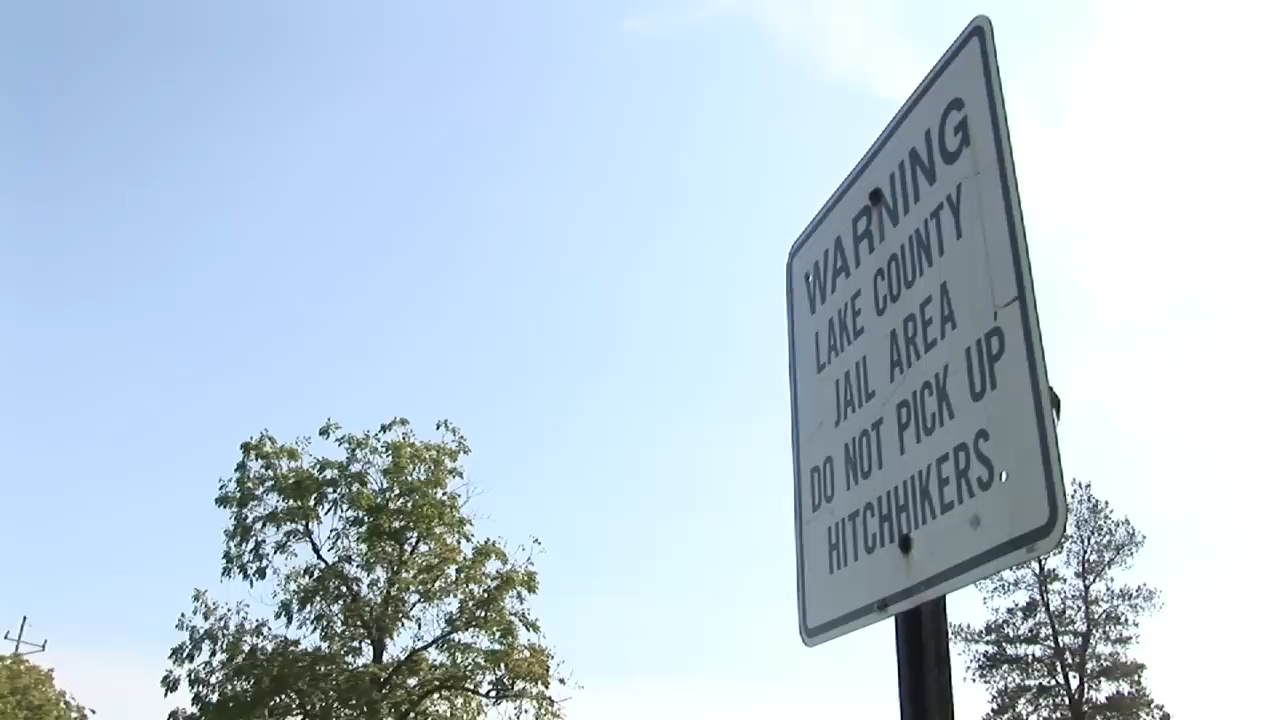 WARNING
LAKE COUNTY
JAIL AREA
DO NOT PICK UP
HITCHHIKERS